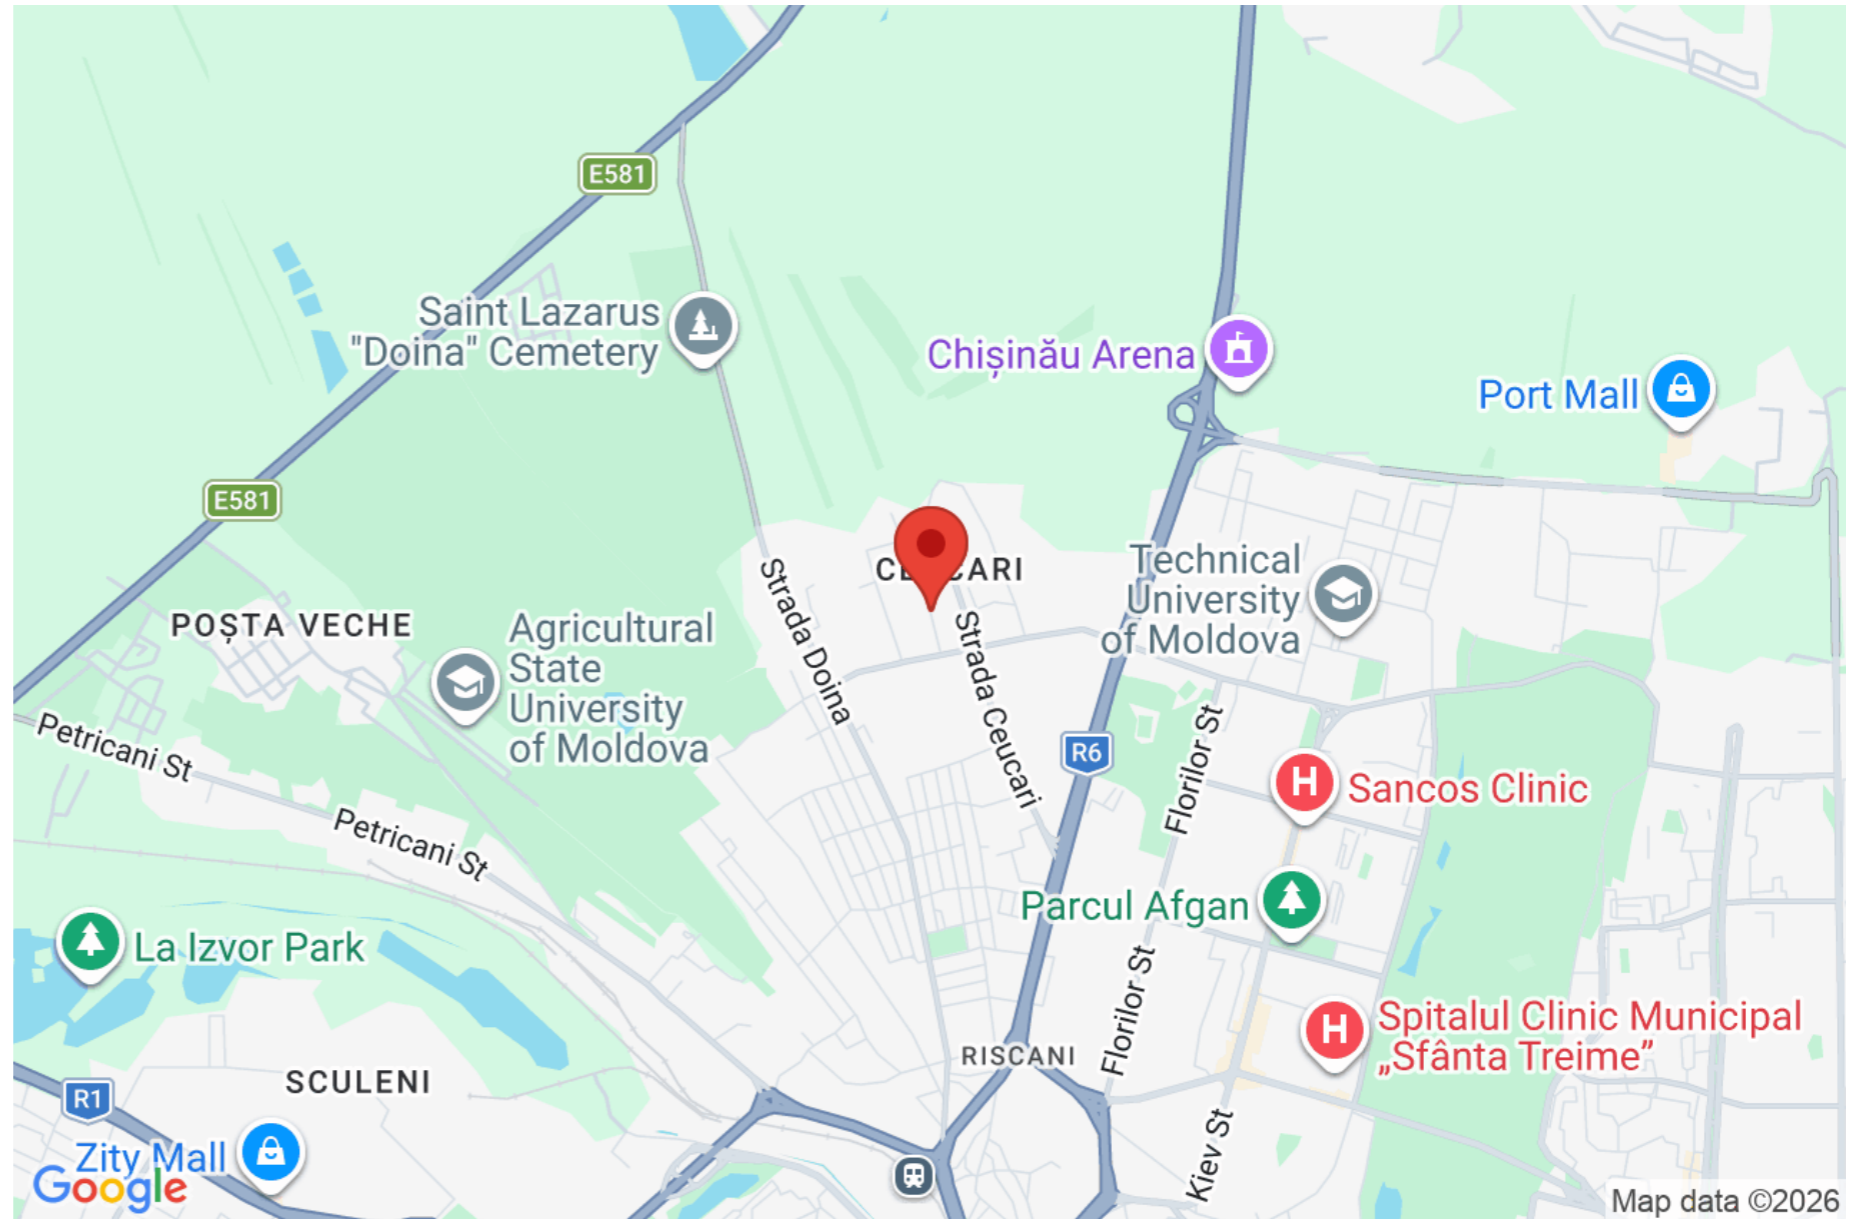 E581
Saint Lazarus
"Doina" Cemetery
Chișinău Arena
Port Mall
E581
Technical
University
of Moldova
POȘTA VECHE
Agricultural
State
University
of Moldova
Strada Doina
Strada Ceucari
Petricani St
Petricani St
R6
Florilor St
Sancos Clinic
Parcul Afgan
La Izvor Park
Florilor St
Spitalul Clinic Municipal
„Sfânta Treime”
RISCANI
SCULENI
R1
Zity Mall
Kiev St
Google
Map data ©2026